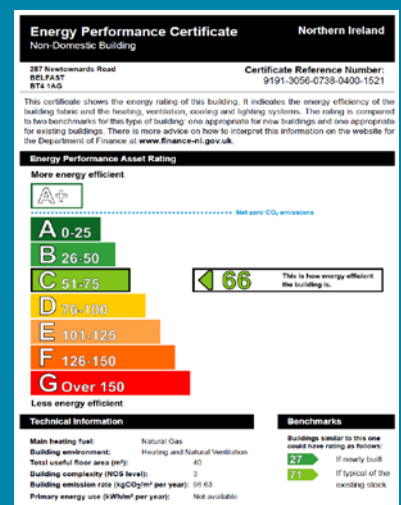 Energy Performance Certificate
Northern Ireland
Non-Domestic Building
287 Newtownards Road
BELFAST
BT4 1AG
Certificate Reference Number:
9191-3056-0738-0400-1521
This certificate shows the energy rating of this building. It indicates the energy efficiency of the
building fabric and the heating, ventilation, cooling and lighting systems. The rating is compared
to two benchmarks for this type of building: one appropriate for new buildings and one appropriate
for existing buildings. There is more advice on how to interpret this information on the website for
the Department of Finance at www.finance-ni.gov.uk.
Energy Performance Asset Rating
More energy efficient
A+
Net zero CO₂ emissions
A 0-25
B 26-50
C 51-75
66
This is how energy efficient
the building is.
D 76-100
E 101-125
F 126-150
G Over 150
Less energy efficient
Technical Information
Main heating fuel: Natural Gas
Building environment: Heating and Natural Ventilation
Total useful floor area (m²): 40
Building complexity (NOS level): 3
Building emission rate (kgCO₂/m² per year): 98.63
Primary energy use (kWh/m² per year): Not available
Benchmarks
Buildings similar to this one
could have rating as follows:
27 If newly built
71 If typical of the
existing stock